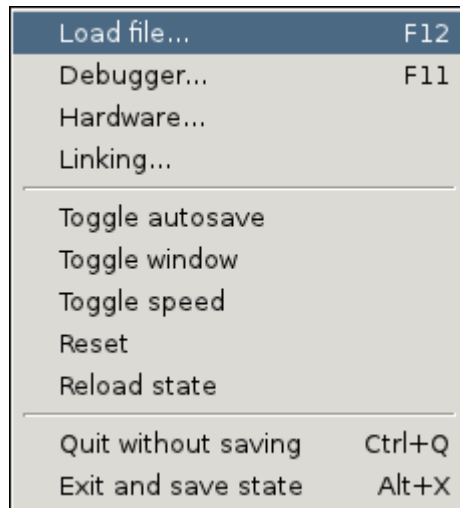 Load file... F12
Debugger... F11
Hardware...
Linking...
Toggle autosave
Toggle window
Toggle speed
Reset
Reload state
Quit without saving Ctrl+Q
Exit and save state Alt+X